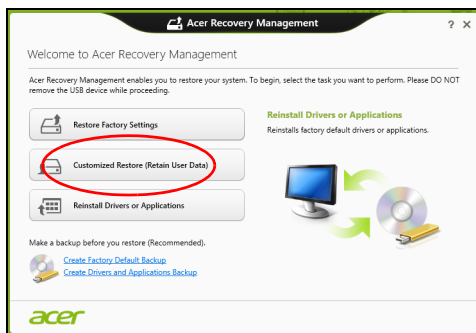 Acer Recovery Management
? X
Welcome to Acer Recovery Management
Acer Recovery Management enables you to restore your system. To begin, select the task you want to perform. Please DO NOT
remove the USB device while proceeding.
Restore Factory Settings
Customized Restore (Retain User Data)
Reinstall Drivers or Applications
Reinstall Drivers or Applications
Reinstalls factory default drivers or applications.
Make a backup before you restore (Recommended).
Create Factory Default Backup
Create Drivers and Applications Backup
acer